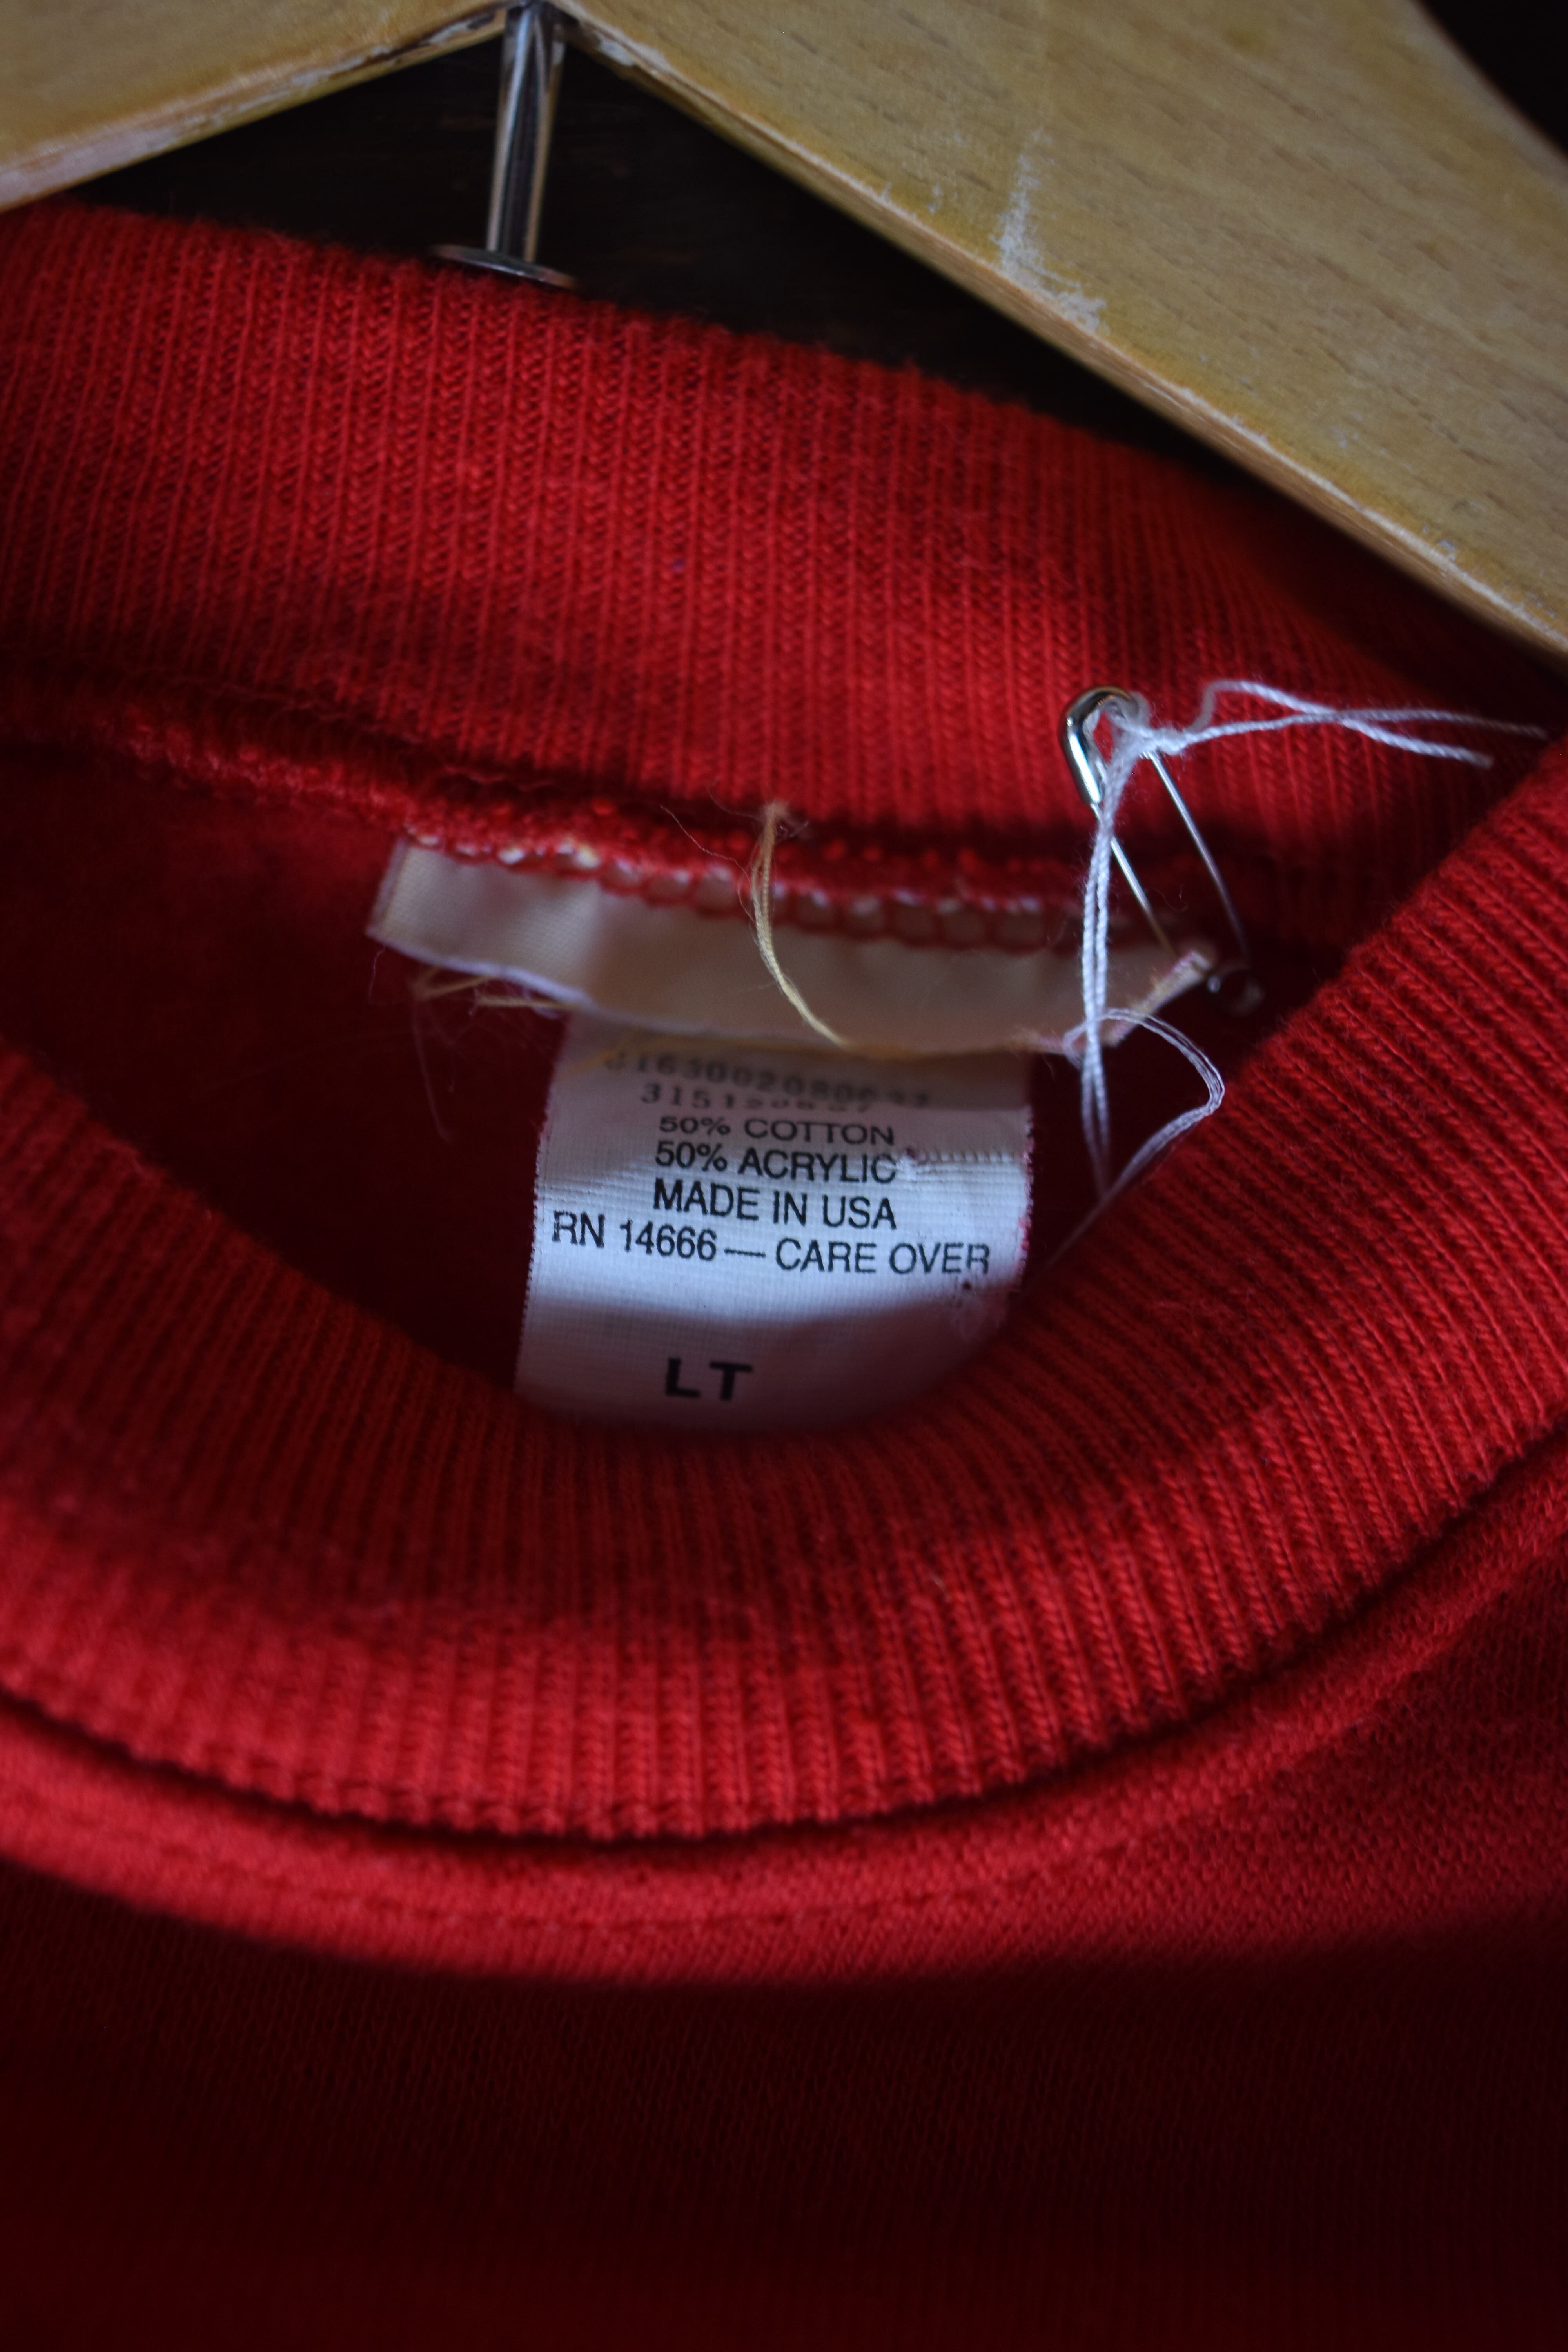 50% COTTON
50% ACRYLIC
MADE IN USA
RN 14666 — CARE OVER
LT